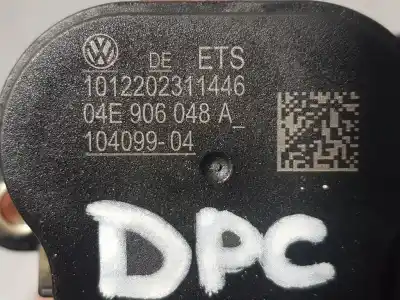 DE ETS
1012202311446
04E 906 048 A_
104099-04
DPC